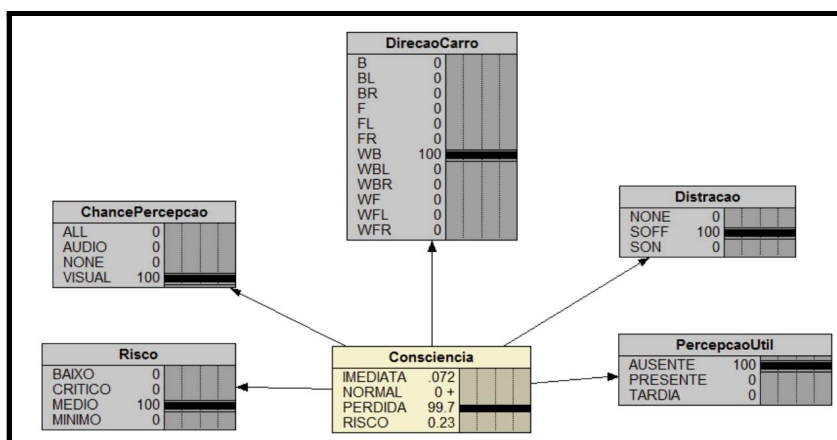 DirecaoCarro
B 0
BL 0
BR 0
F 0
FL 0
FR 0
WB 100
WBL 0
WBR 0
WF 0
WFL 0
WFR 0
ChancePercepcao
ALL 0
AUDIO 0
NONE 0
VISUAL 100
Distracao
NONE 0
SOFF 100
SON 0
Risco
BAIXO 0
CRITICO 0
MEDIO 100
MINIMO 0
Consciencia
IMEDIATA .072
NORMAL 0 +
PERDIDA 99.7
RISCO 0.23
PercepcaoUtil
AUSENTE 100
PRESENTE 0
TARDIA 0